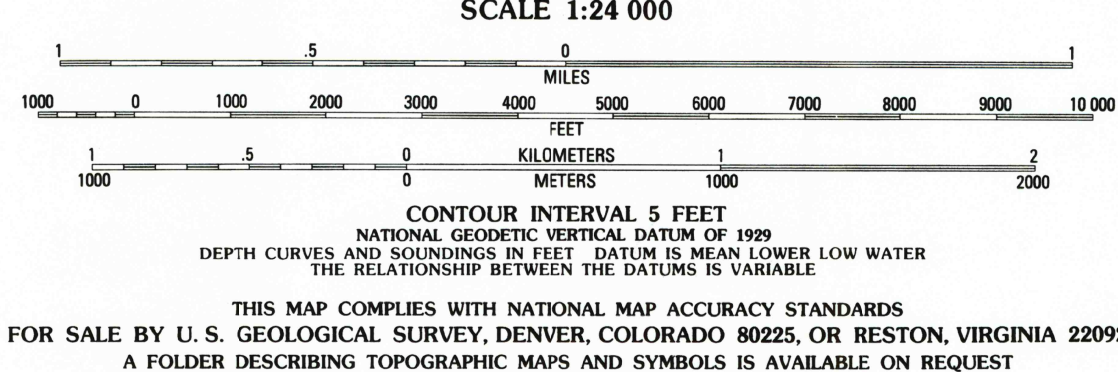 SCALE 1:24 000
1 .5 0 1
MILES
1000 0 1000 2000 3000 4000 5000 6000 7000 8000 9000 10 000
FEET
1 .5 0 KILOMETERS 1 2
1000 0 METERS 1000 2000
CONTOUR INTERVAL 5 FEET
NATIONAL GEODETIC VERTICAL DATUM OF 1929
DEPTH CURVES AND SOUNDINGS IN FEET DATUM IS MEAN LOWER LOW WATER
THE RELATIONSHIP BETWEEN THE DATUMS IS VARIABLE
THIS MAP COMPLIES WITH NATIONAL MAP ACCURACY STANDARDS
FOR SALE BY U. S. GEOLOGICAL SURVEY, DENVER, COLORADO 80225, OR RESTON, VIRGINIA
A FOLDER DESCRIBING TOPOGRAPHIC MAPS AND SYMBOLS IS AVAILABLE ON REQUEST